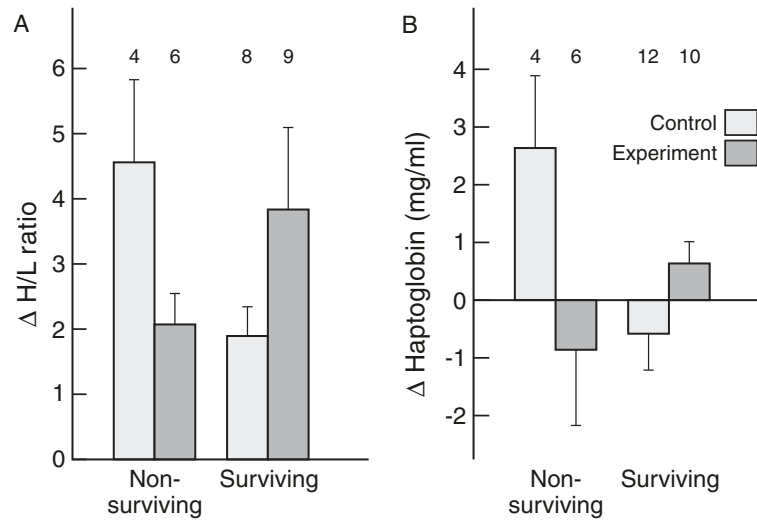 A
4 6 8 9
6
5
4
3
2
1
0
Δ H/L ratio
Non-
surviving
Surviving
B
4 6 12 10
4
3
2
1
0
-1
-2
Δ Haptoglobin (mg/ml)
Control
Experiment
Non-
surviving
Surviving